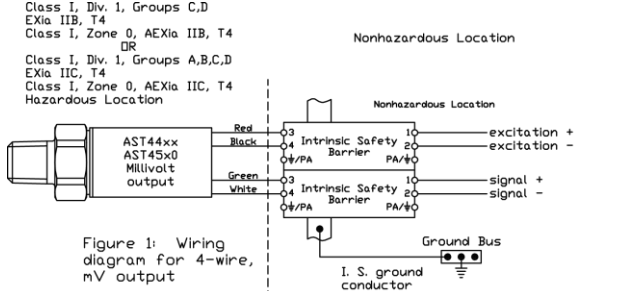 Class I, Div. 1, Groups C,D
EXia IIB, T4
Class I, Zone 0, AEXia IIB, T4
OR
Class I, Div. 1, Groups A,B,C,D
EXia IIC, T4
Class I, Zone 0, AEXia IIC, T4
Hazardous Location
Nonhazardous Location
Nonhazardous Location
AST44xx
AST45x0
Millivolt
output
Red
Black
Green
White
3 Intrinsic Safety 1
4 Barrier 2
⏚/PA PA/⏚
3 Intrinsic Safety 1
4 Barrier 2
⏚/PA PA/⏚
excitation +
excitation -
signal +
signal -
Figure 1: Wiring
diagram for 4-wire,
mV output
Ground Bus
I. S. ground
conductor